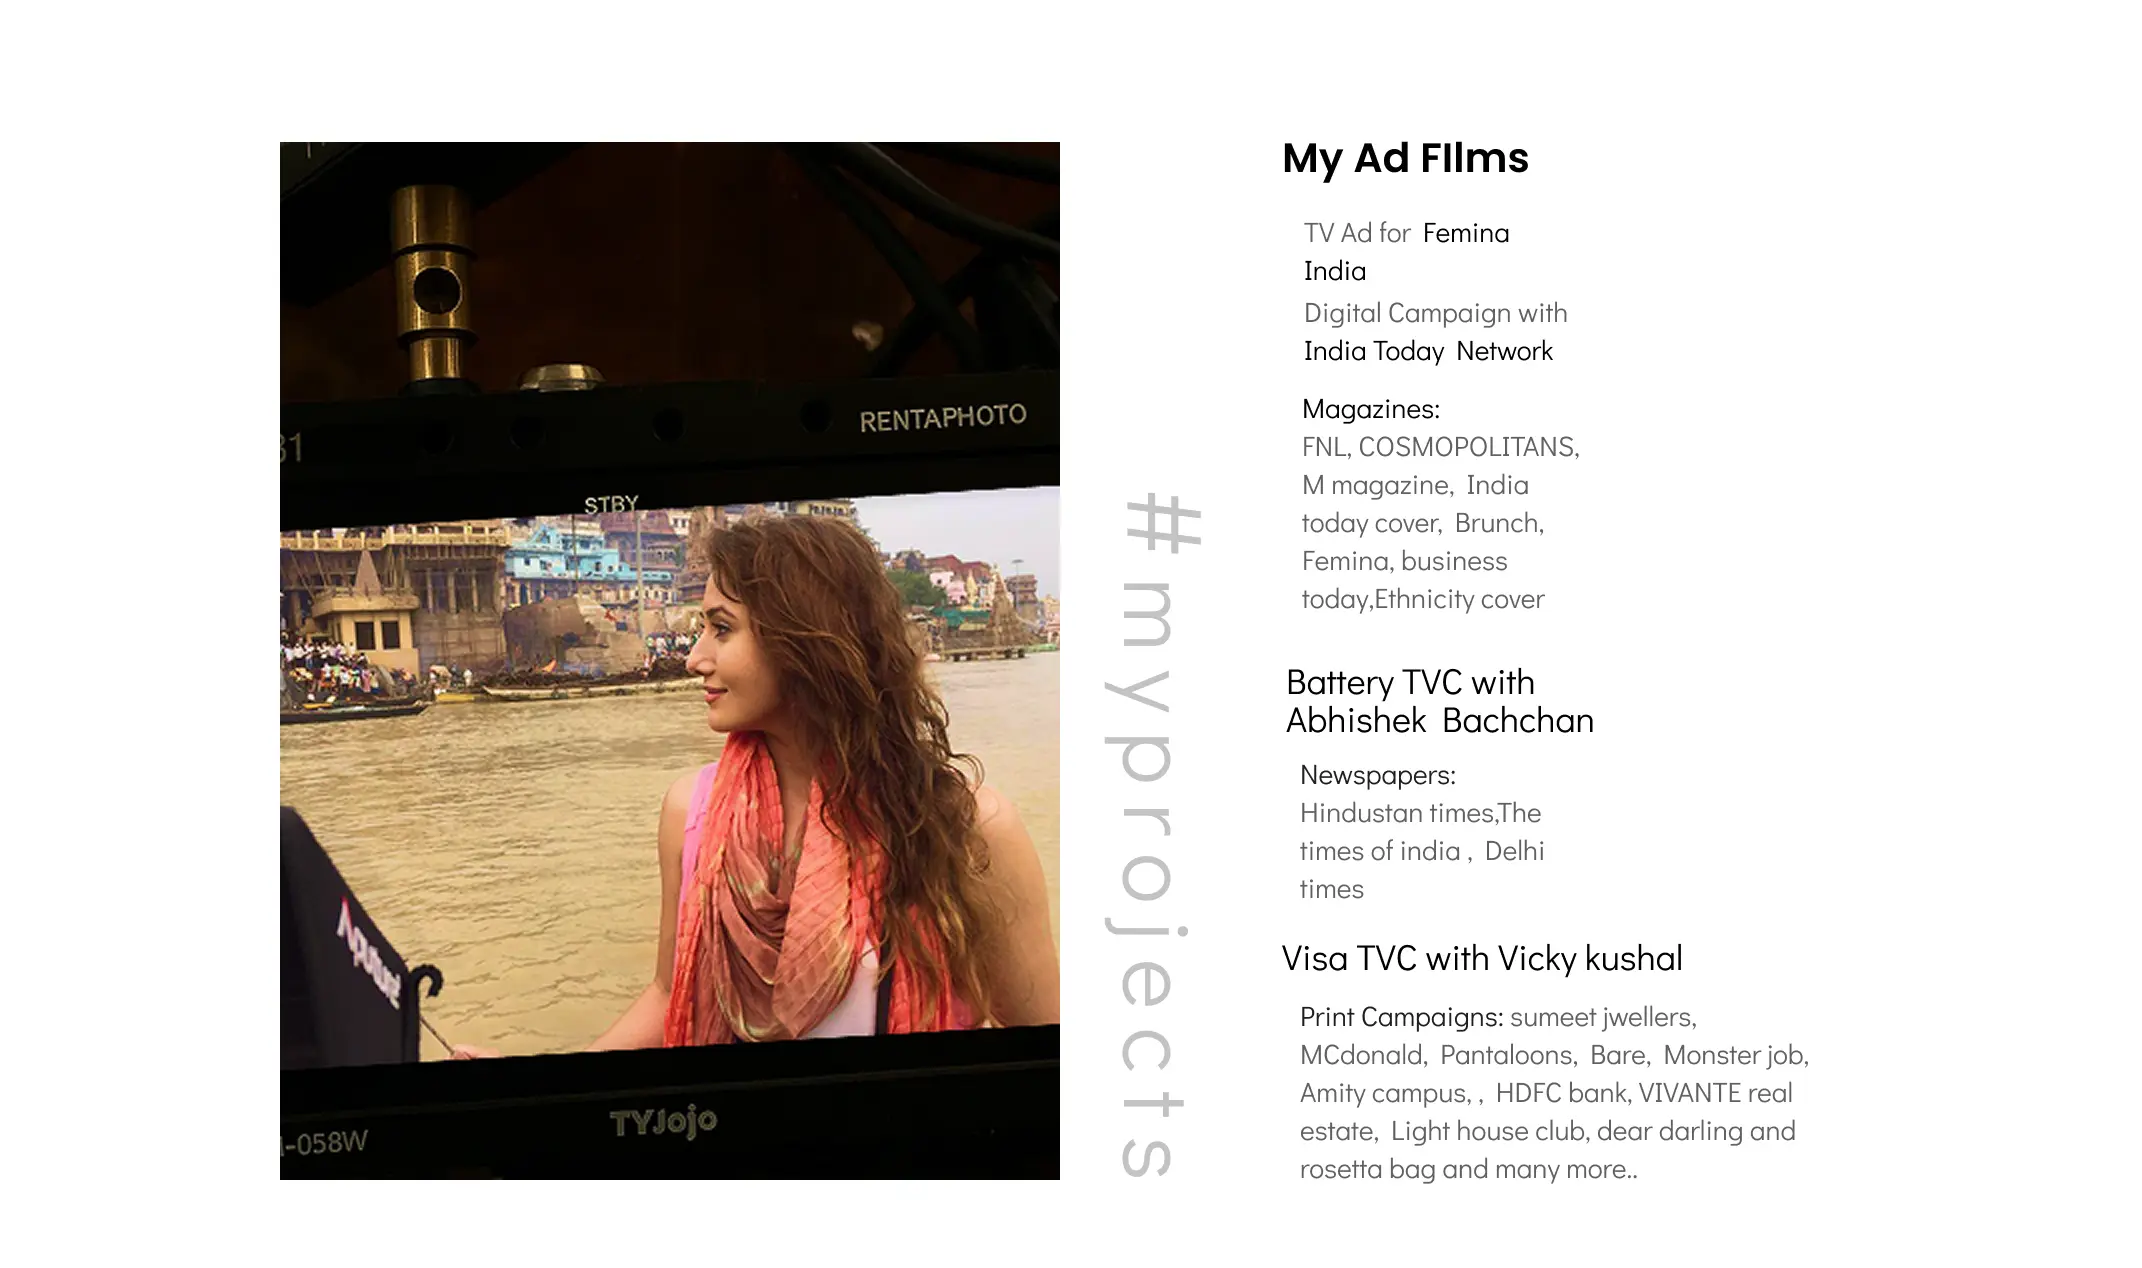 31
RENTAPHOTO
STBY
Aputure
TYJojo
-058W
#myprojects
My Ad FIlms
TV Ad for Femina
India
Digital Campaign with
India Today Network
Magazines:
FNL, COSMOPOLITANS,
M magazine, India
today cover, Brunch,
Femina, business
today,Ethnicity cover
Battery TVC with
Abhishek Bachchan
Newspapers:
Hindustan times,The
times of india , Delhi
times
Visa TVC with Vicky kushal
Print Campaigns: sumeet jwellers,
MCdonald, Pantaloons, Bare, Monster job,
Amity campus, , HDFC bank, VIVANTE real
estate, Light house club, dear darling and
rosetta bag and many more..